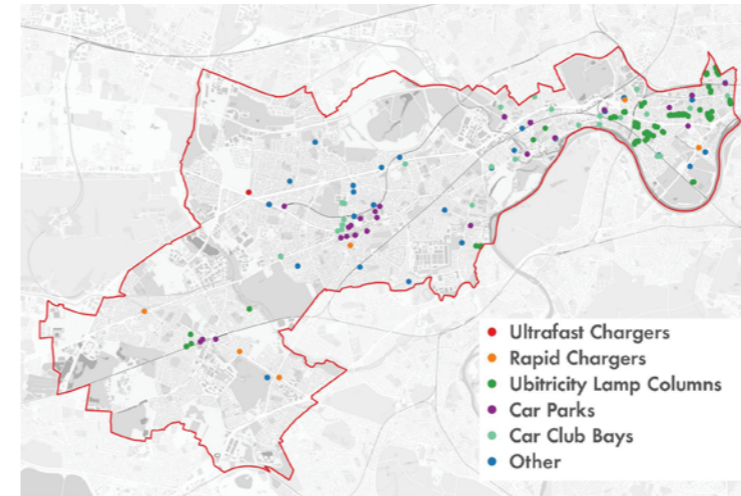 Ultrafast Chargers
Rapid Chargers
Ubitricity Lamp Columns
Car Parks
Car Club Bays
Other